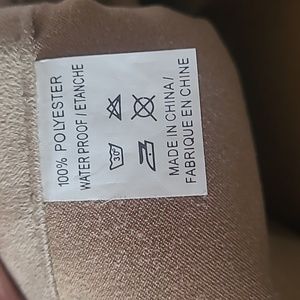 100% POLYESTER
WATER PROOF / ETANCHE
30°
MADE IN CHINA/
FABRIQUE EN CHINE